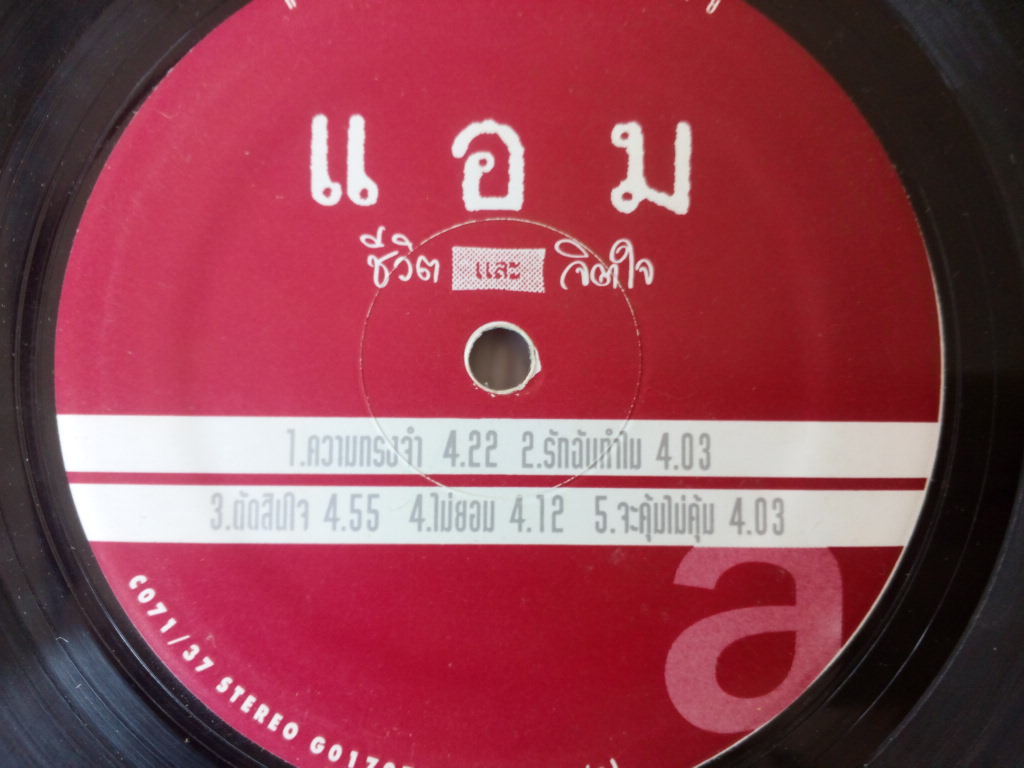 แอม
ชีวิต และ จิตใจ
1.ความทรงจำ 4.22 2.รักฉันทำไม 4.03
3.ตัดสินใจ 4.55 4.ไม่ยอม 4.12 5.จะคุ้มไม่คุ้ม 4.03
a
C071/37 STEREO